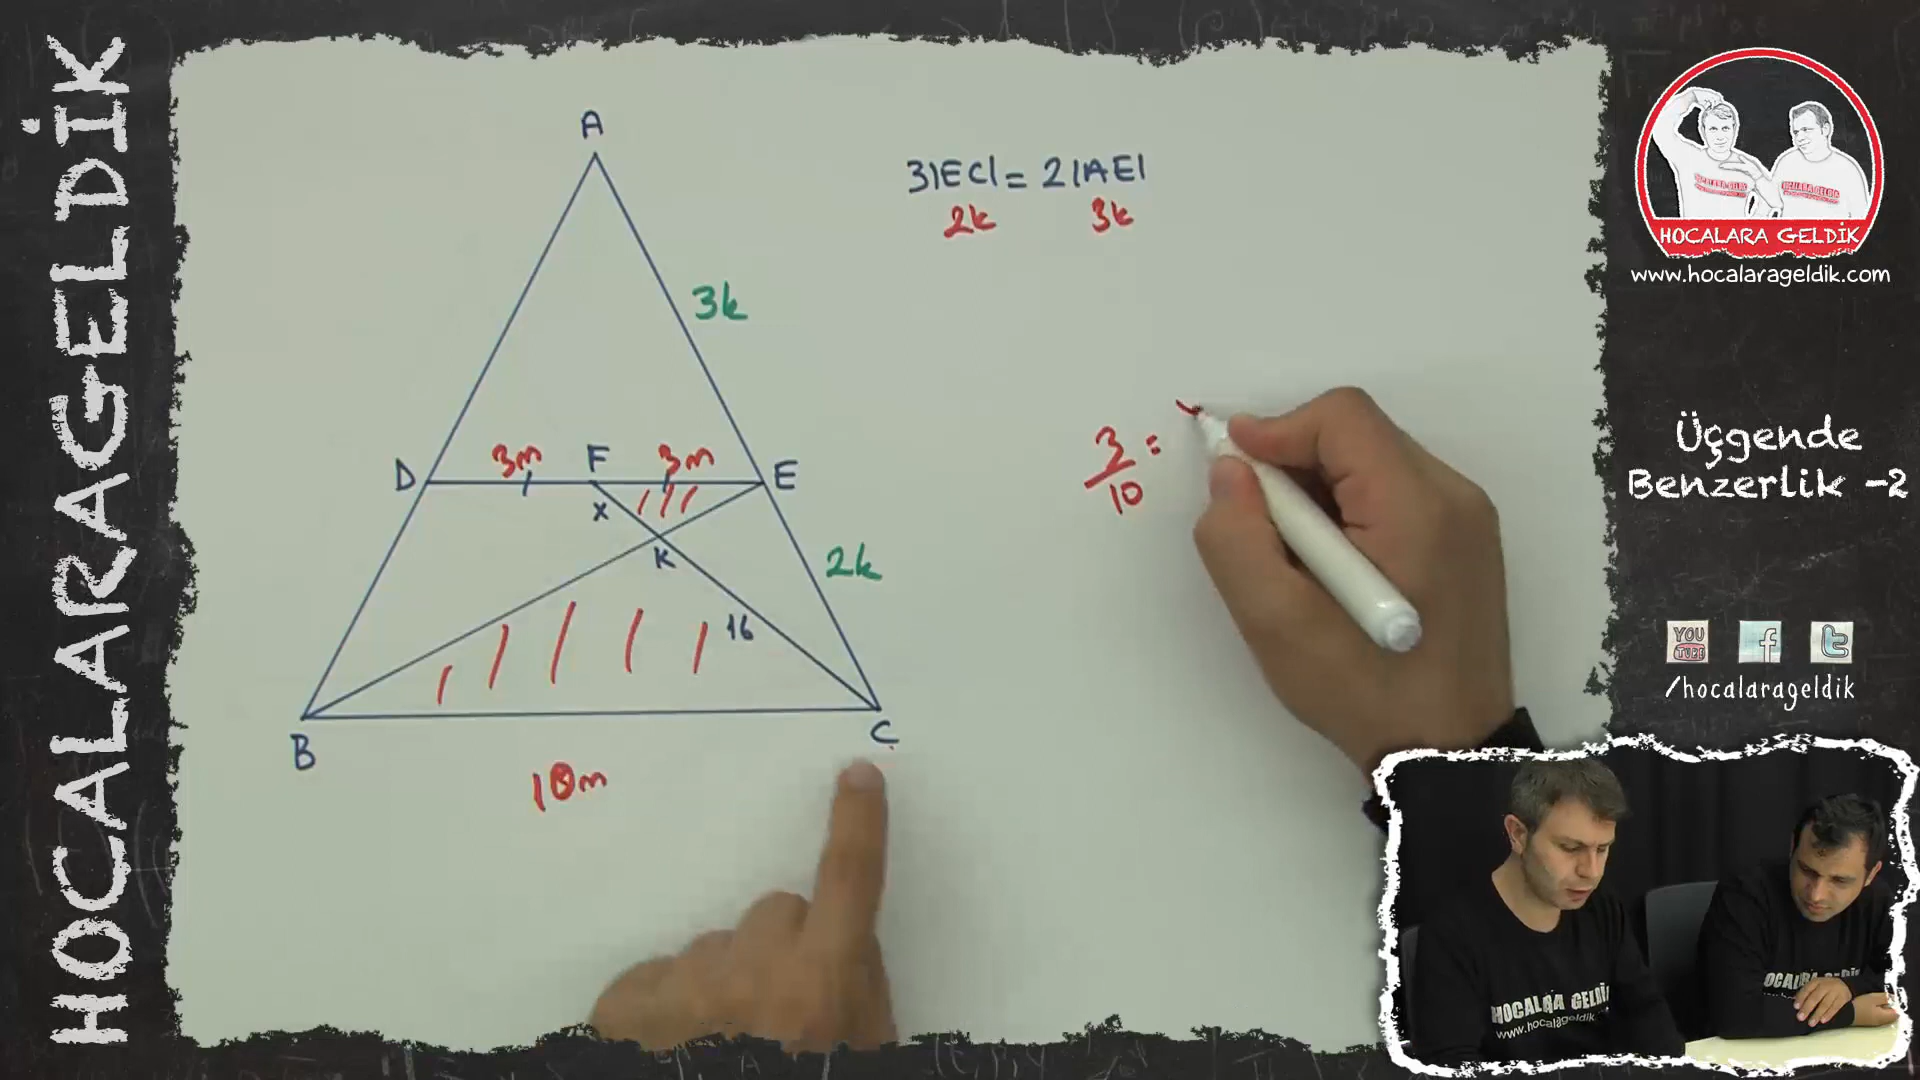 HOCALARAGELDİK
A
3|EC| = 2|AE|
2k 3k
3k
D 3m F 3m E
x
K
2k
16
B C
10m
3/10 =
HOCALARA GELDİK
www.hocalarageldik.com
Üçgende
Benzerlik -2
YOU TUBE f t
/hocalarageldik
HOCALARA GELDİK
www.hocalarageldik.com